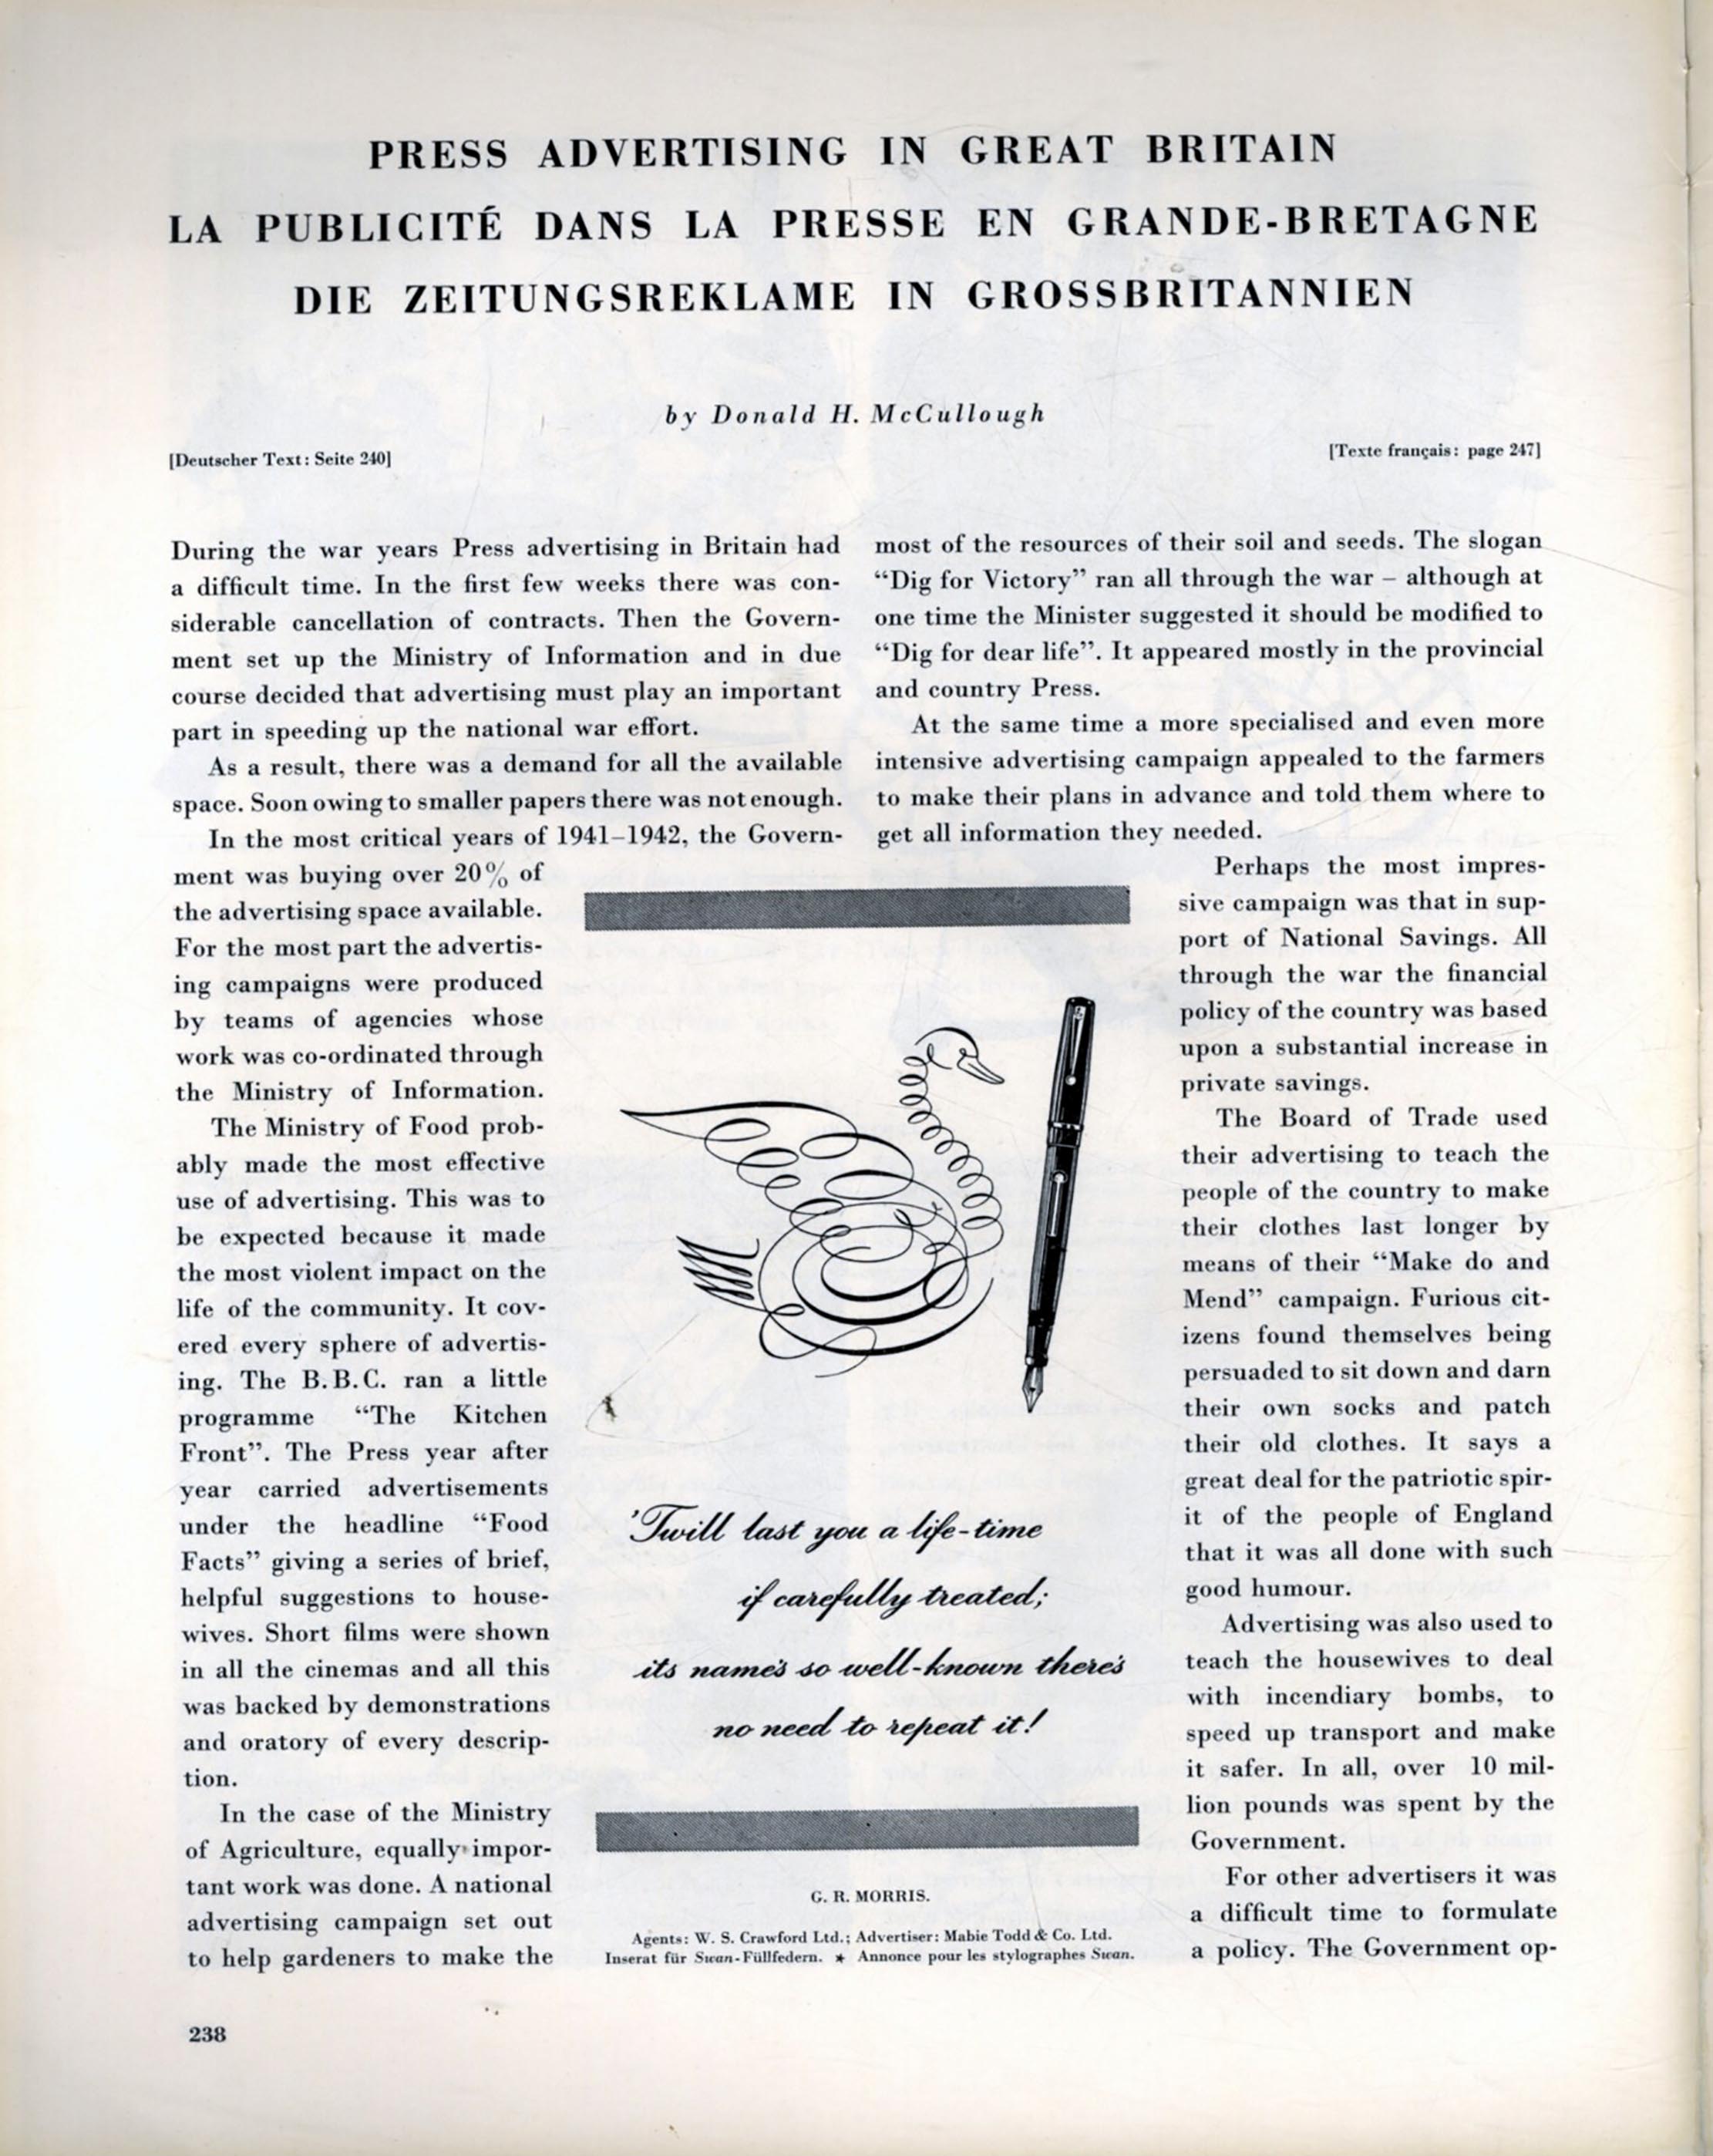 PRESS ADVERTISING IN GREAT BRITAIN
LA PUBLICITÉ DANS LA PRESSE EN GRANDE-BRETAGNE
DIE ZEITUNGSREKLAME IN GROSSBRITANNIEN
by Donald H. McCullough
[Deutscher Text: Seite 240]
[Texte français: page 247]
During the war years Press advertising in Britain had
a difficult time. In the first few weeks there was con-
siderable cancellation of contracts. Then the Govern-
ment set up the Ministry of Information and in due
course decided that advertising must play an important
part in speeding up the national war effort.
As a result, there was a demand for all the available
space. Soon owing to smaller papers there was not enough.
In the most critical years of 1941–1942, the Govern-
ment was buying over 20% of
the advertising space available.
For the most part the advertis-
ing campaigns were produced
by teams of agencies whose
work was co-ordinated through
the Ministry of Information.
The Ministry of Food prob-
ably made the most effective
use of advertising. This was to
be expected because it made
the most violent impact on the
life of the community. It cov-
ered every sphere of advertis-
ing. The B.B.C. ran a little
programme “The Kitchen
Front”. The Press year after
year carried advertisements
under the headline “Food
Facts” giving a series of brief,
helpful suggestions to house-
wives. Short films were shown
in all the cinemas and all this
was backed by demonstrations
and oratory of every descrip-
tion.
In the case of the Ministry
of Agriculture, equally impor-
tant work was done. A national
advertising campaign set out
to help gardeners to make the
most of the resources of their soil and seeds. The slogan
“Dig for Victory” ran all through the war – although at
one time the Minister suggested it should be modified to
“Dig for dear life”. It appeared mostly in the provincial
and country Press.
At the same time a more specialised and even more
intensive advertising campaign appealed to the farmers
to make their plans in advance and told them where to
get all information they needed.
Perhaps the most impres-
sive campaign was that in sup-
port of National Savings. All
through the war the financial
policy of the country was based
upon a substantial increase in
private savings.
The Board of Trade used
their advertising to teach the
people of the country to make
their clothes last longer by
means of their “Make do and
Mend” campaign. Furious cit-
izens found themselves being
persuaded to sit down and darn
their own socks and patch
their old clothes. It says a
great deal for the patriotic spir-
it of the people of England
that it was all done with such
good humour.
Advertising was also used to
teach the housewives to deal
with incendiary bombs, to
speed up transport and make
it safer. In all, over 10 mil-
lion pounds was spent by the
Government.
For other advertisers it was
a difficult time to formulate
a policy. The Government op-
'Twill last you a life-time
if carefully treated;
its name's so well-known there's
no need to repeat it!
G. R. MORRIS.
Agents: W. S. Crawford Ltd.; Advertiser: Mabie Todd & Co. Ltd.
Inserat für Swan-Füllfedern. ★ Annonce pour les stylographes Swan.
238